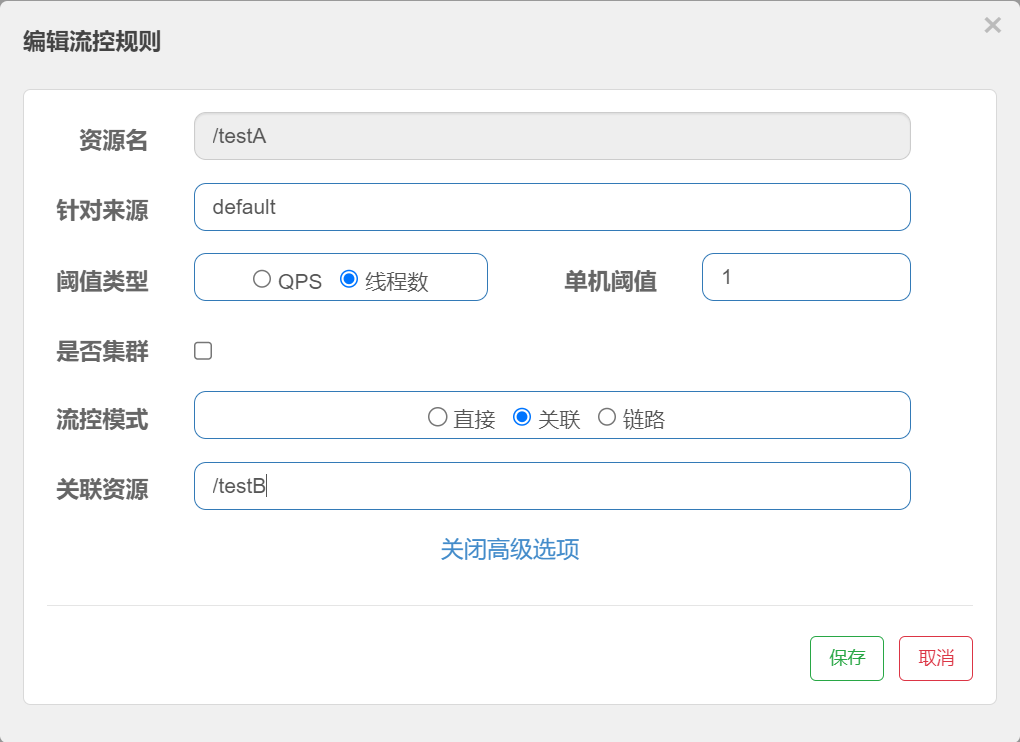 编辑流控规则
×
资源名 /testA
针对来源 default
阈值类型 QPS 线程数 单机阈值 1
是否集群
流控模式 直接 关联 链路
关联资源 /testB
关闭高级选项
保存 取消